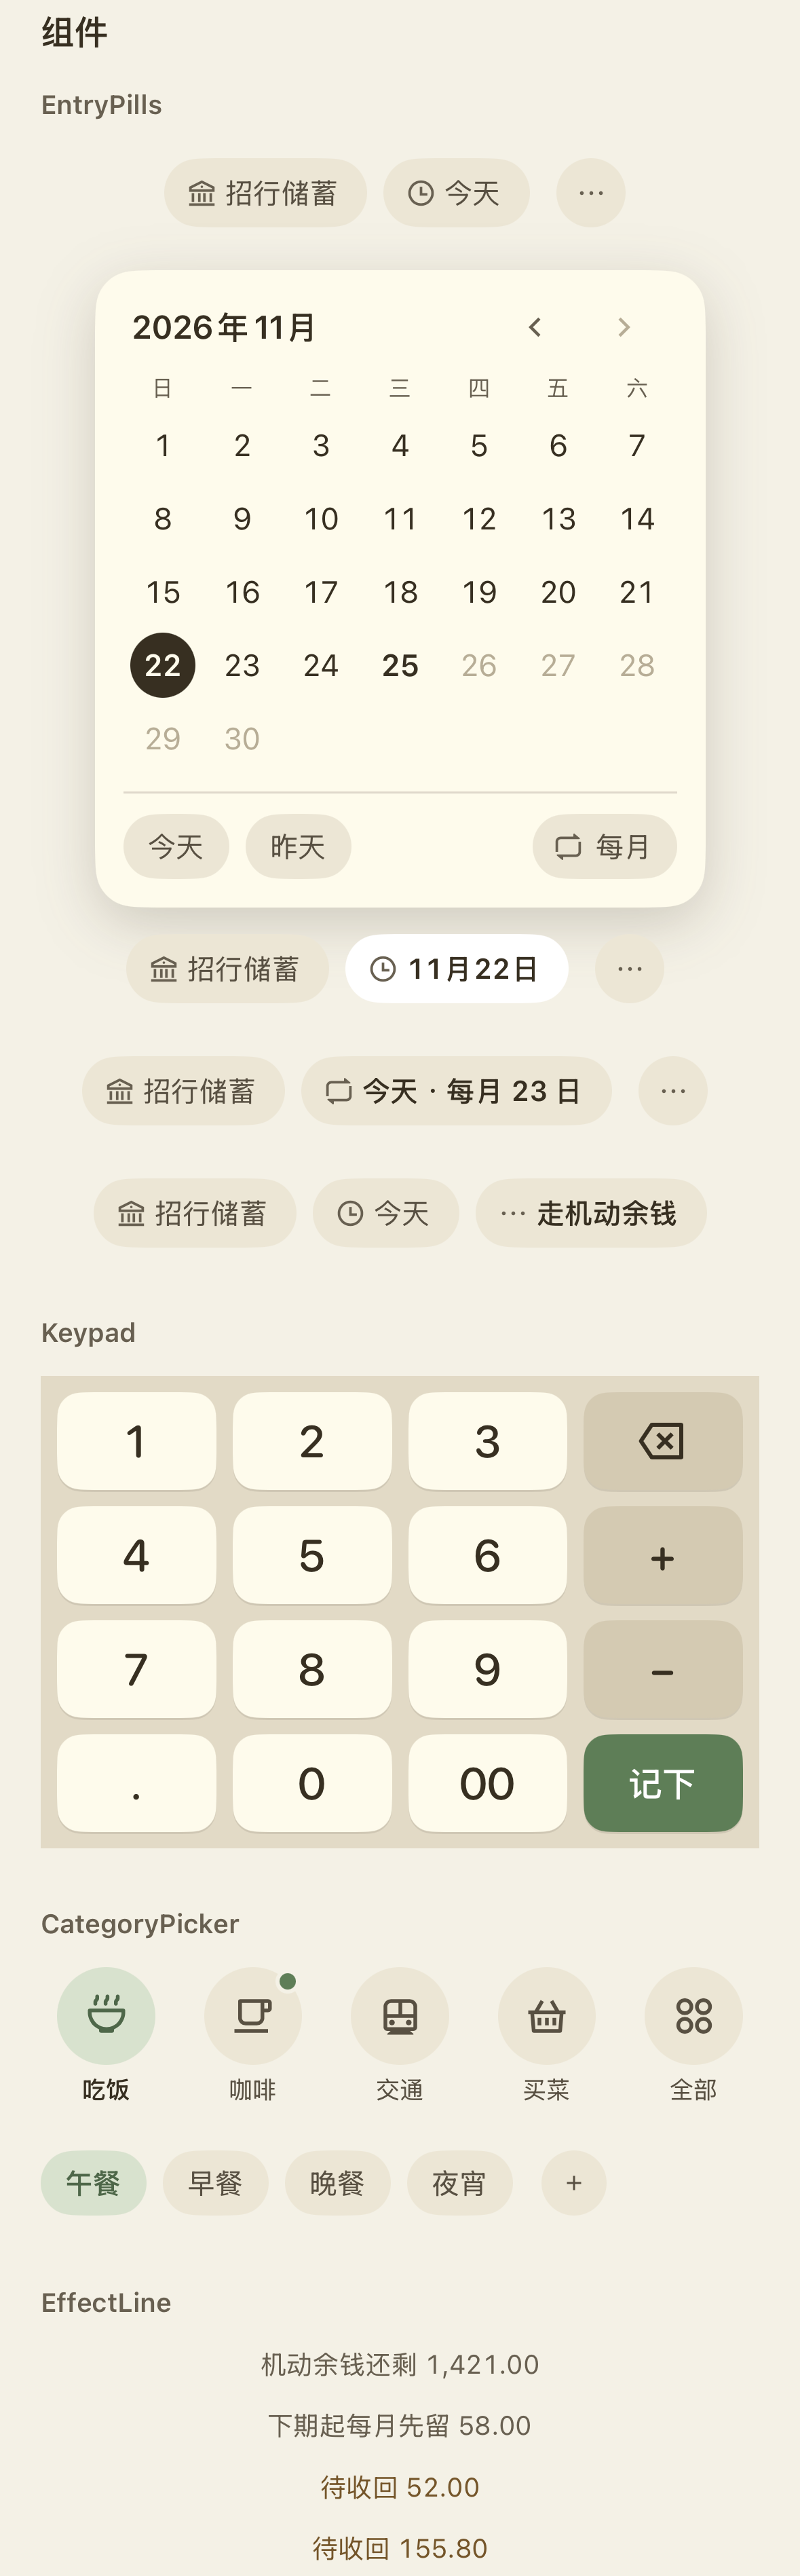 组件
EntryPills
招行储蓄 今天 ···
2026年11月
日 一 二 三 四 五 六
1 2 3 4 5 6 7
8 9 10 11 12 13 14
15 16 17 18 19 20 21
22 23 24 25 26 27 28
29 30
今天 昨天 每月
招行储蓄 11月22日 ···
招行储蓄 今天 · 每月 23 日 ···
招行储蓄 今天 ··· 走机动余钱
Keypad
1 2 3
4 5 6 +
7 8 9 −
. 0 00 记下
CategoryPicker
吃饭 咖啡 交通 买菜 全部
午餐 早餐 晚餐 夜宵 +
EffectLine
机动余钱还剩 1,421.00
下期起每月先留 58.00
待收回 52.00
待收回 155.80